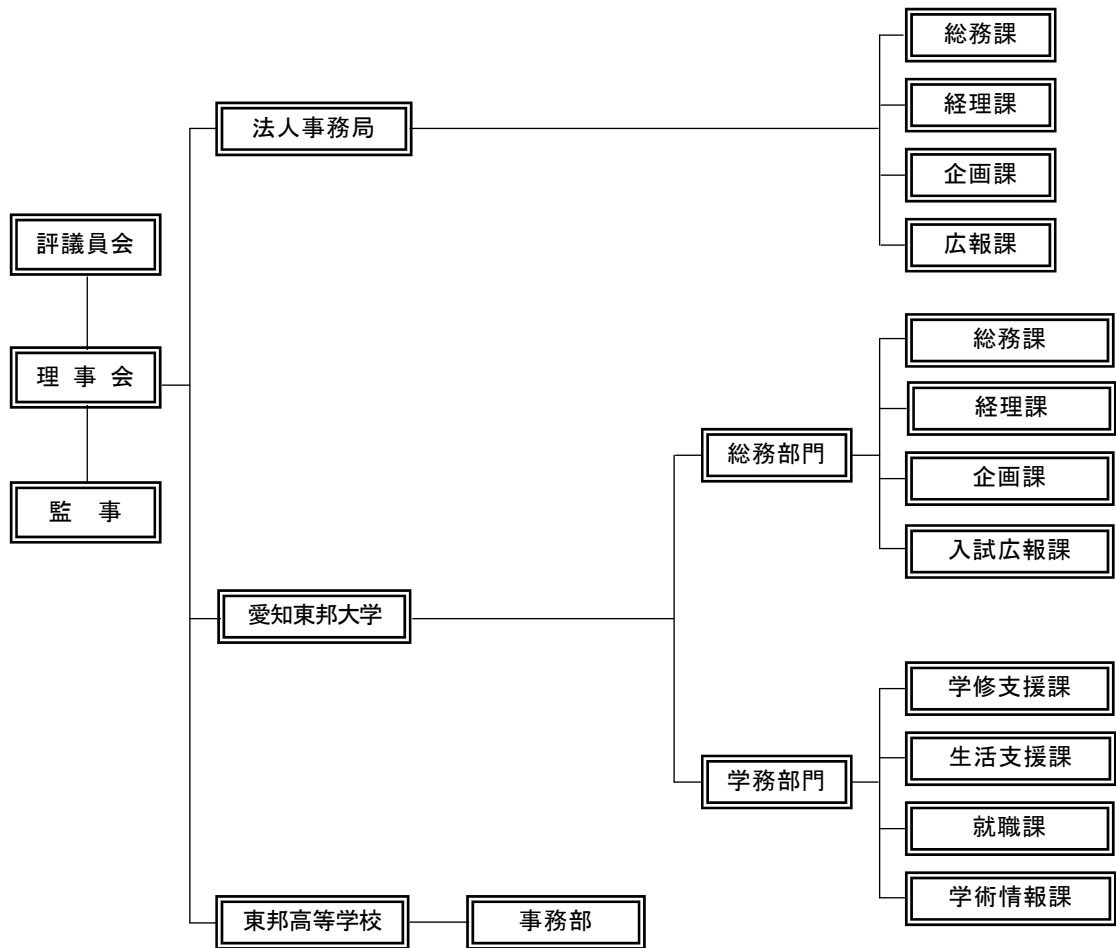 評議員会
理 事 会
監　事
法人事務局
総務課
経理課
企画課
広報課
愛知東邦大学
総務部門
総務課
経理課
企画課
入試広報課
学務部門
学修支援課
生活支援課
就職課
学術情報課
東邦高等学校
事務部